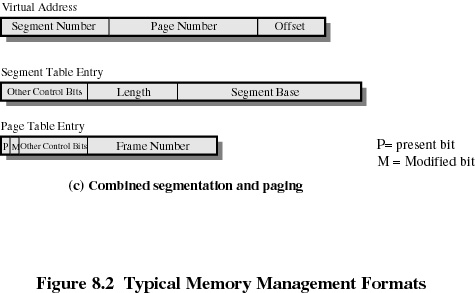 Virtual Address
Segment Number Page Number Offset
Segment Table Entry
Other Control Bits Length Segment Base
Page Table Entry
P M Other Control Bits Frame Number
P= present bit
M = Modified bit
(c) Combined segmentation and paging
Figure 8.2 Typical Memory Management Formats